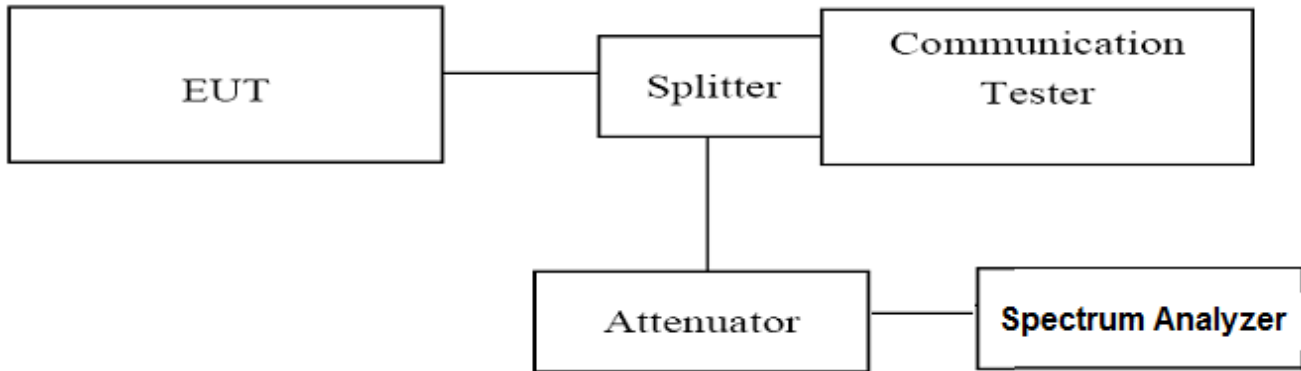 EUT
Splitter
Communication
Tester
Attenuator
Spectrum Analyzer